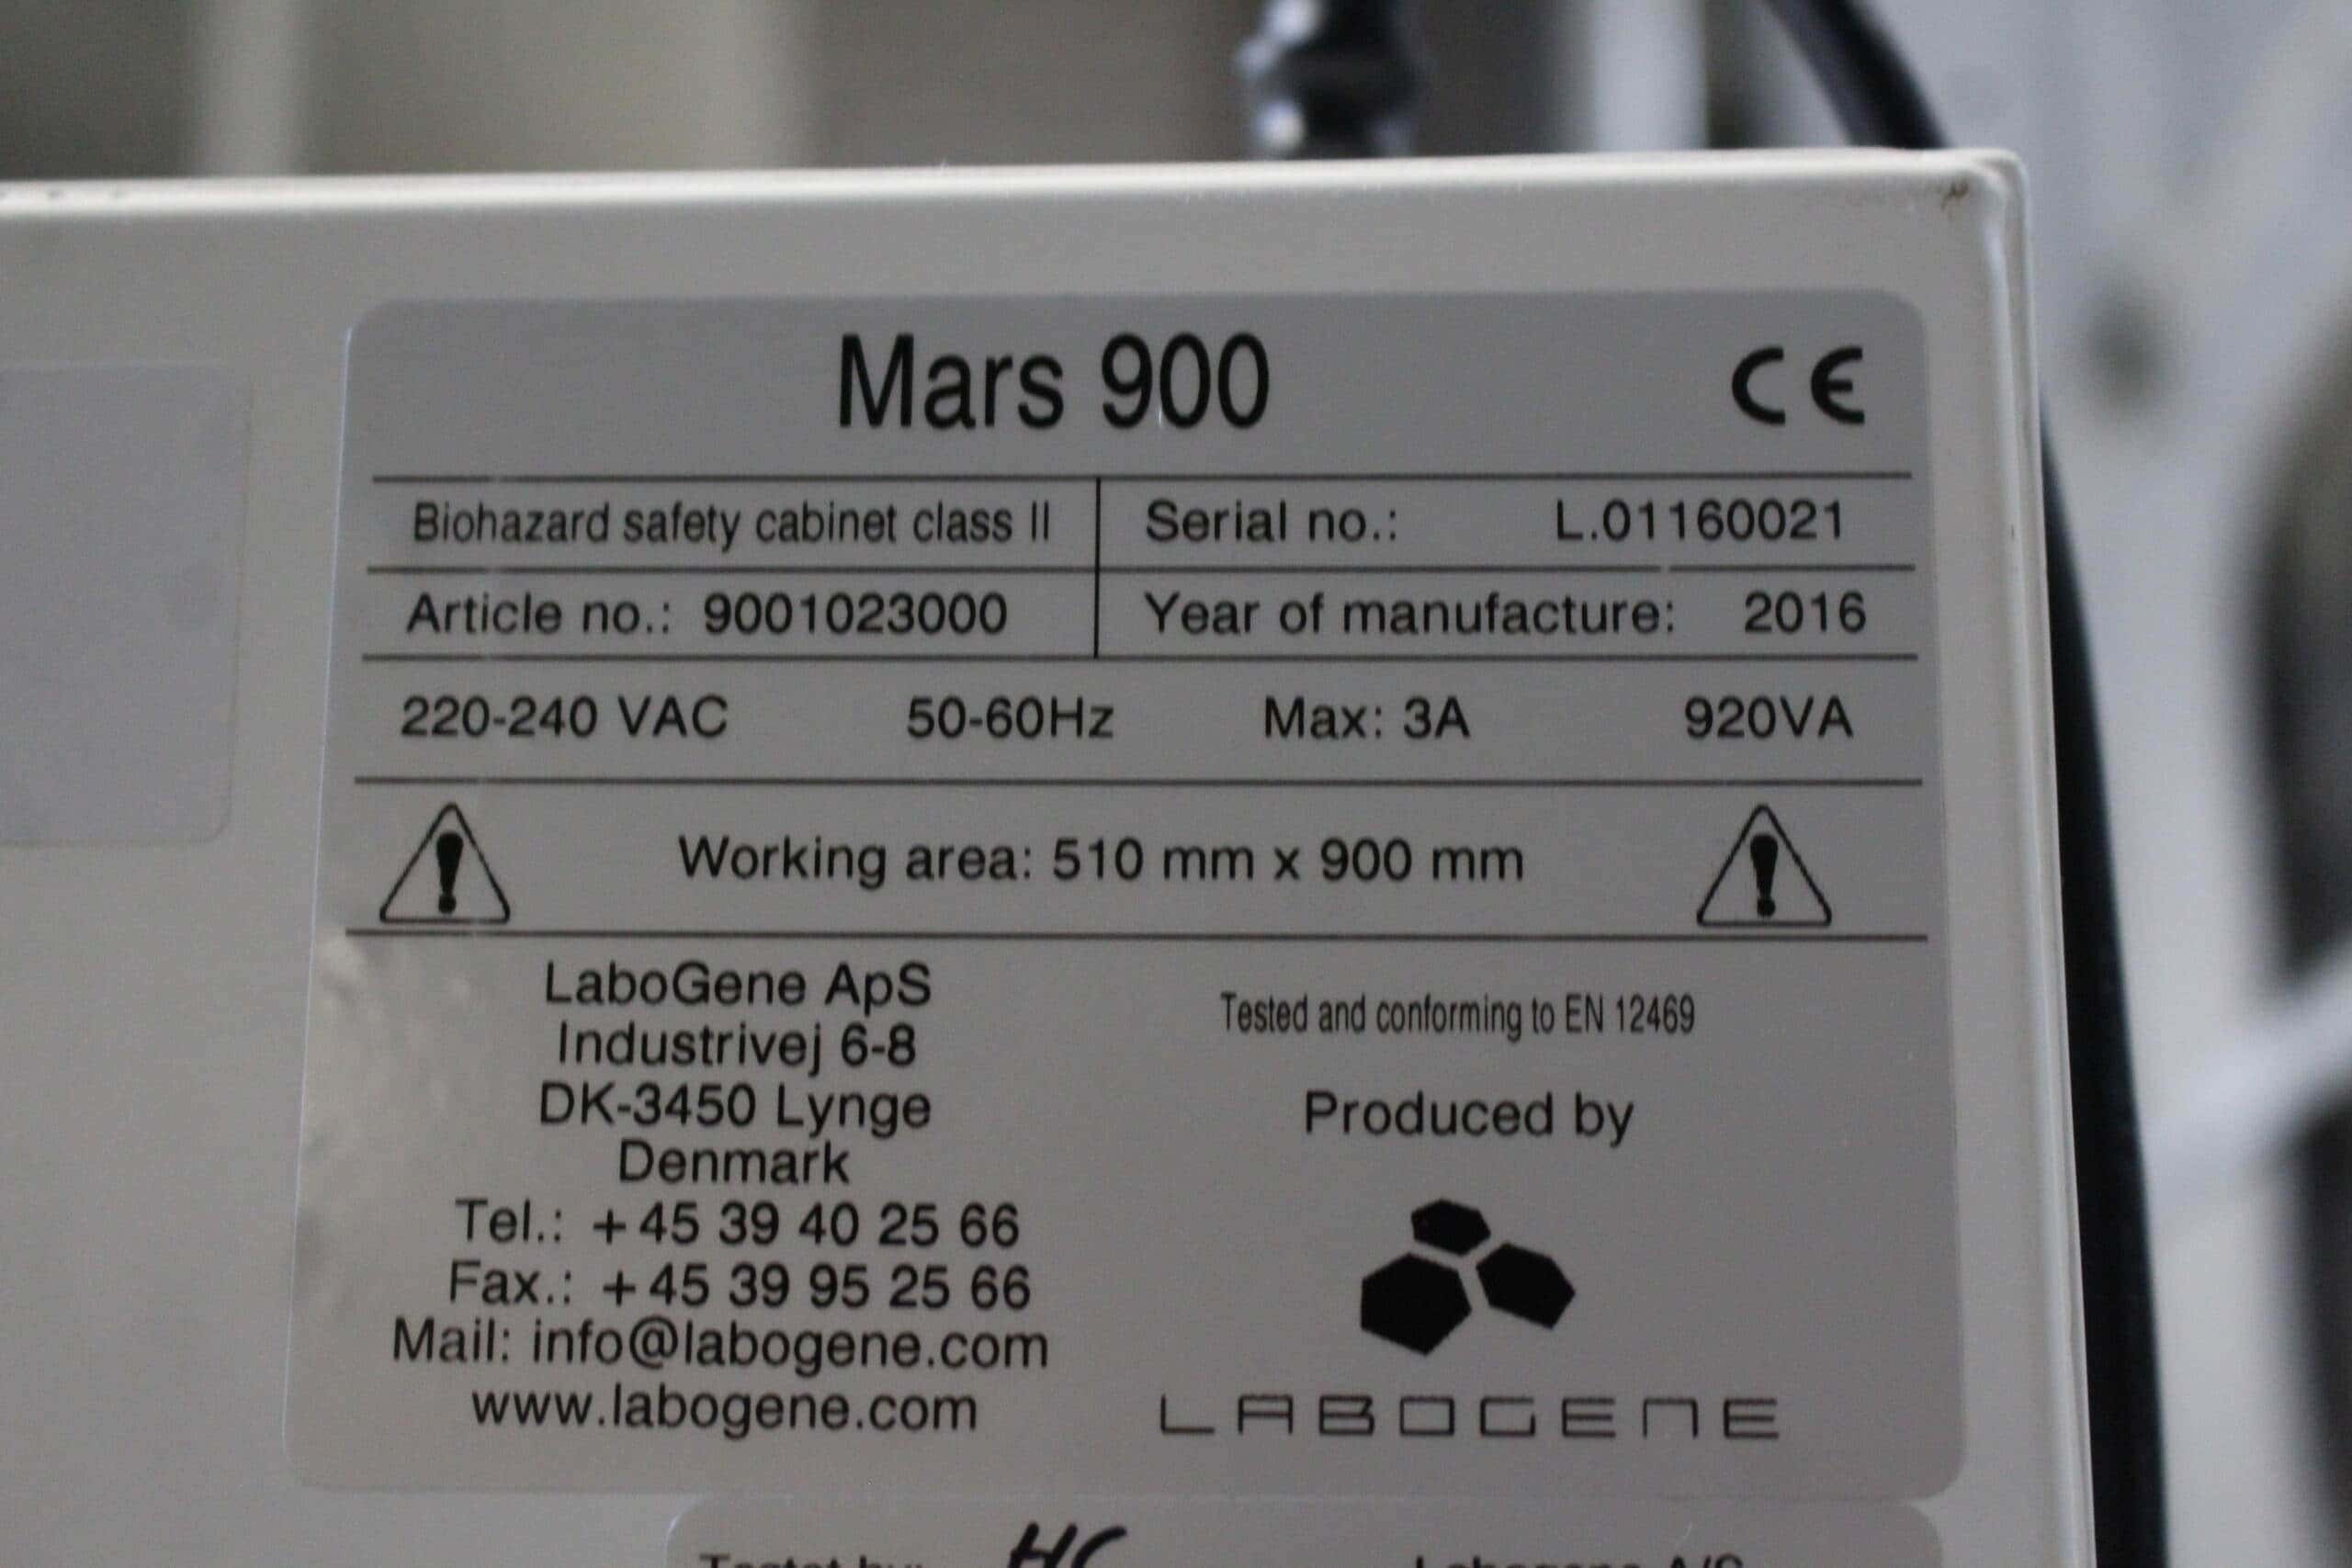 Mars 900 CE
Biohazard safety cabinet class II
Serial no.: L.01160021
Article no.: 9001023000
Year of manufacture: 2016
220-240 VAC 50-60Hz Max: 3A 920VA
Working area: 510 mm x 900 mm
LaboGene ApS
Industrivej 6-8
DK-3450 Lynge
Denmark
Tel.: +45 39 40 25 66
Fax.: +45 39 95 25 66
Mail: info@labogene.com
www.labogene.com
Tested and conforming to EN 12469
Produced by
LABOGENE
HC
Labogene A/S